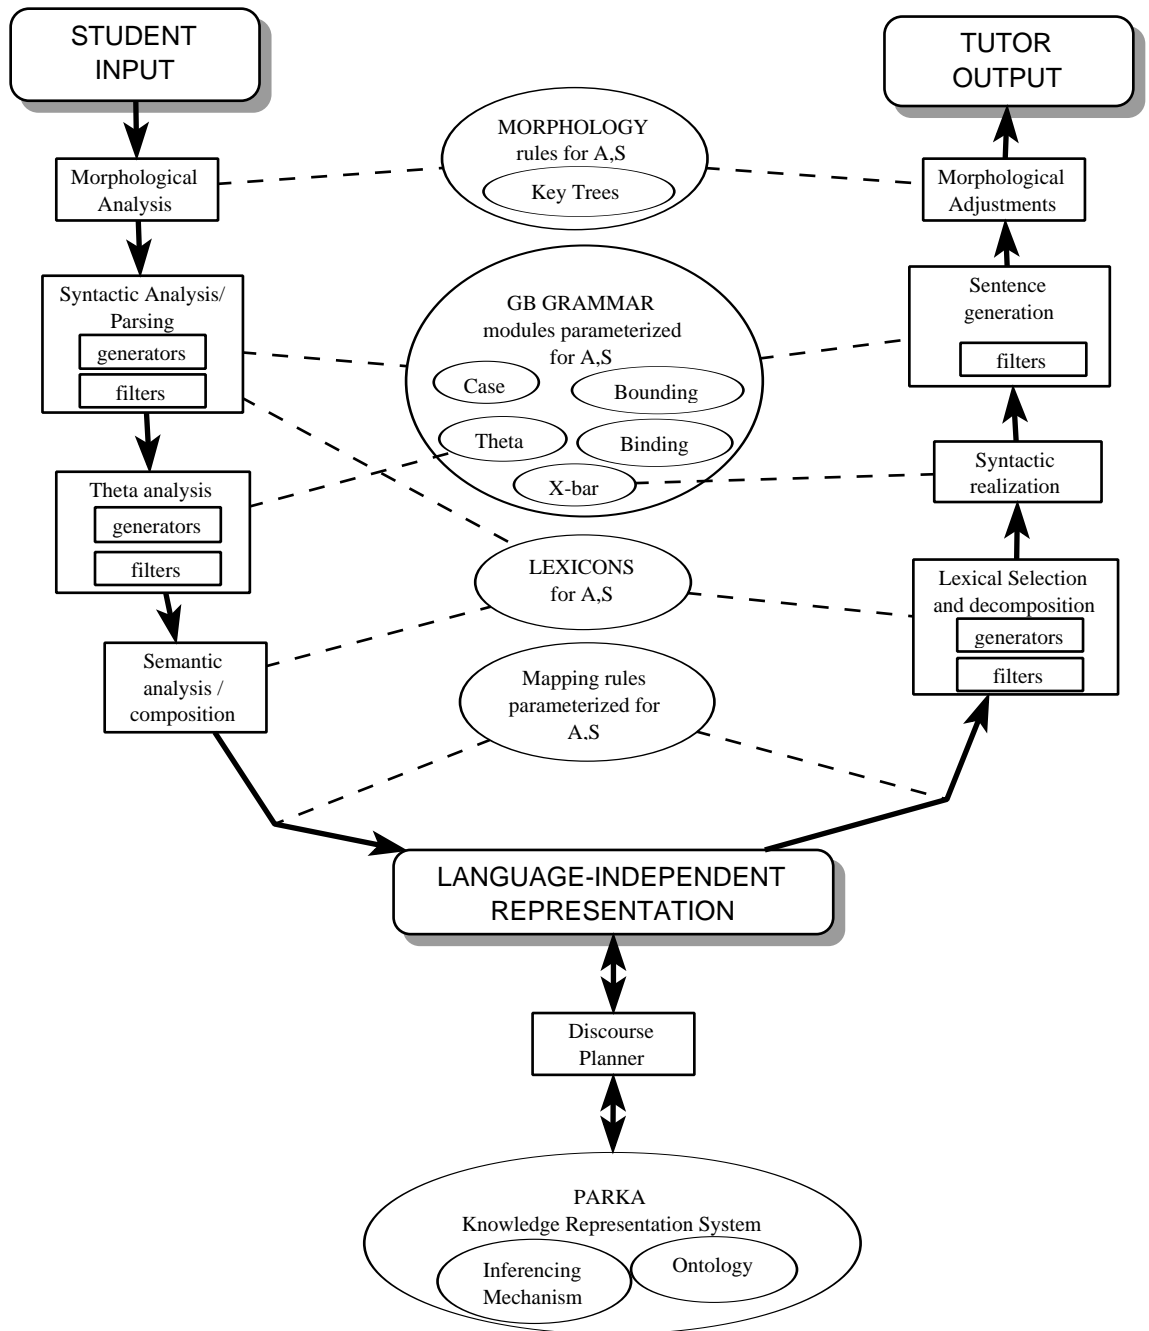 STUDENT
INPUT
TUTOR
OUTPUT
MORPHOLOGY
rules for A,S
Key Trees
Morphological
Analysis
Morphological
Adjustments
Syntactic Analysis/
Parsing
generators
filters
GB GRAMMAR
modules parameterized
for A,S
Case
Bounding
Theta
Binding
X-bar
Sentence
generation
filters
Syntactic
realization
Theta analysis
generators
filters
LEXICONS
for A,S
Lexical Selection
and decomposition
generators
filters
Semantic
analysis /
composition
Mapping rules
parameterized for
A,S
LANGUAGE-INDEPENDENT
REPRESENTATION
Discourse
Planner
PARKA
Knowledge Representation System
Inferencing
Mechanism
Ontology